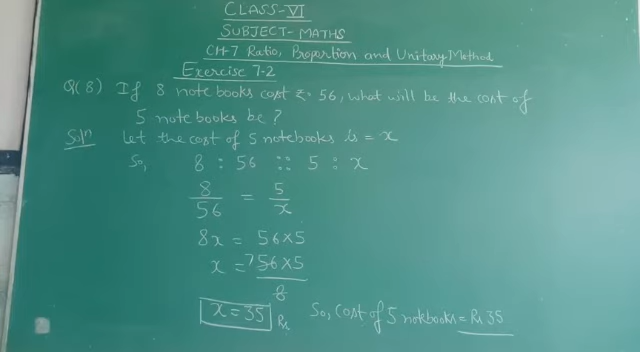 CLASS-VI
SUBJECT- MATHS
CH-7 Ratio, Proportion and Unitary Method
Exercise 7-2
Q(8) If 8 note books cost ₹. 56, what will be the cost of
5 note books be?
Solⁿ Let the cost of 5 notebooks is = x
So, 8 : 56 :: 5 : x
8/56 = 5/x
8x = 56×5
x = 7 56×5
8
x = 35 Rs So, cost of 5 notebooks = Rs 35